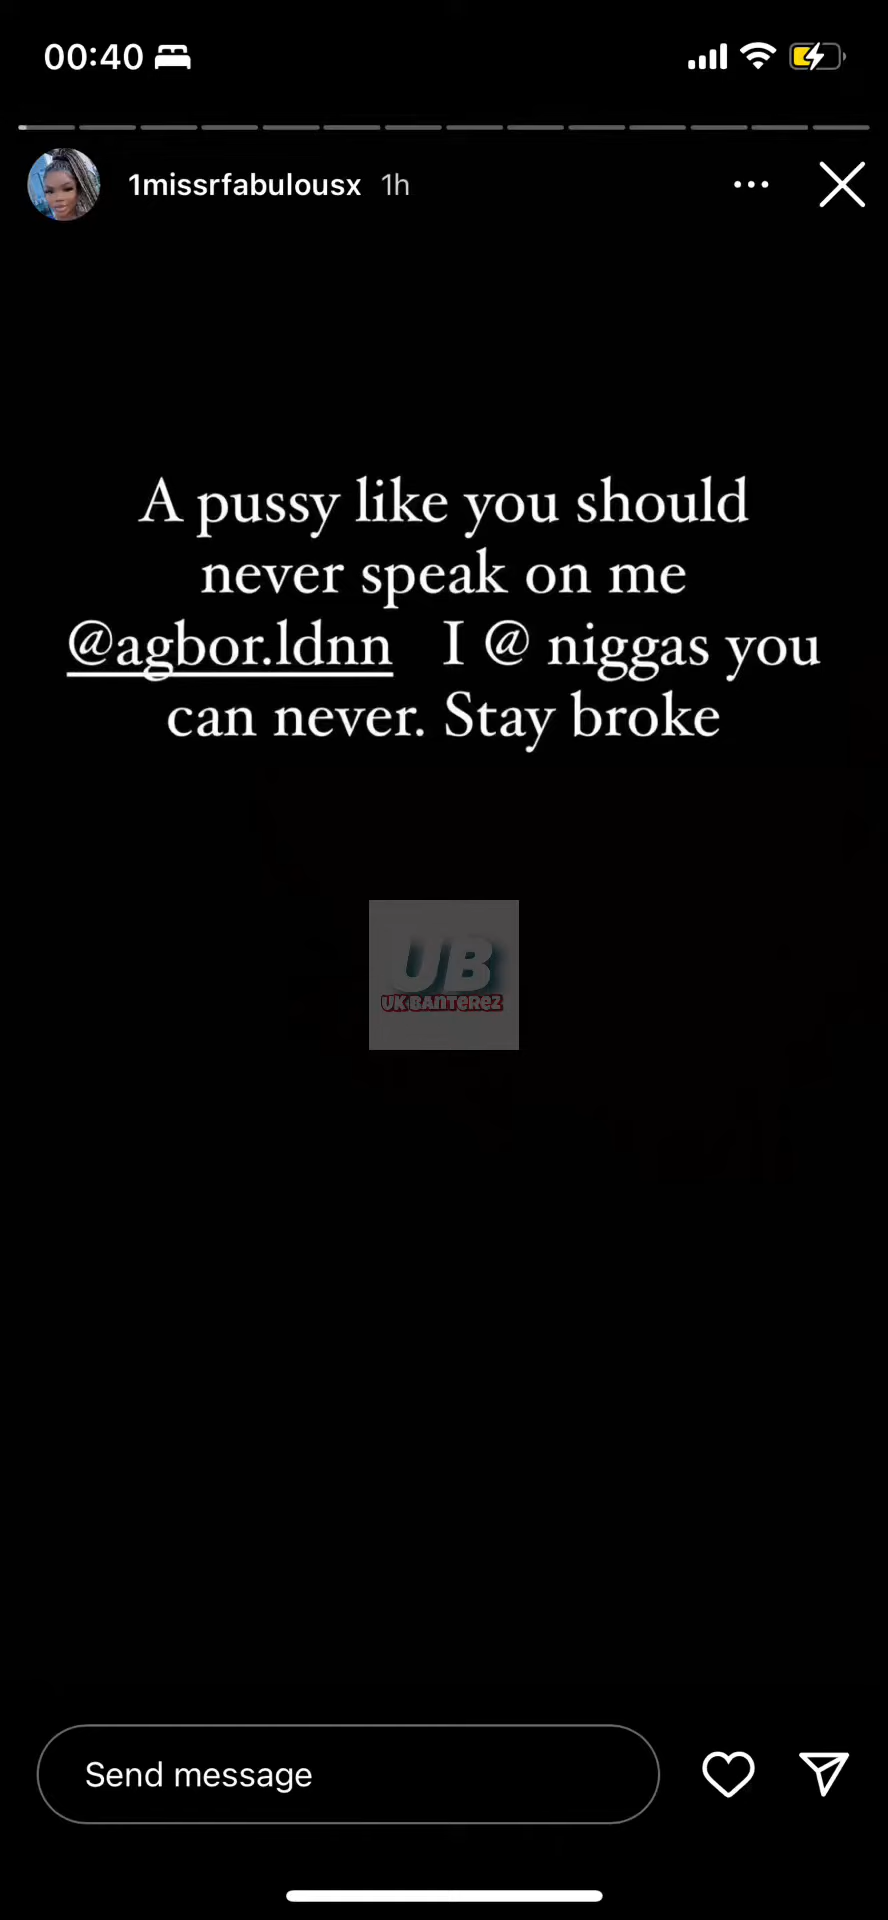 00:40
1missrfabulousx 1h
A pussy like you should
never speak on me
@agbor.ldnn I @ niggas you
can never. Stay broke
UB
UK BANTEREZ
Send message